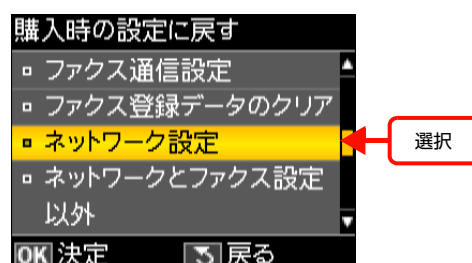 購入時の設定に戻す
ファクス通信設定
ファクス登録データのクリア
ネットワーク設定
選択
ネットワークとファクス設定
以外
OK 決定 戻る